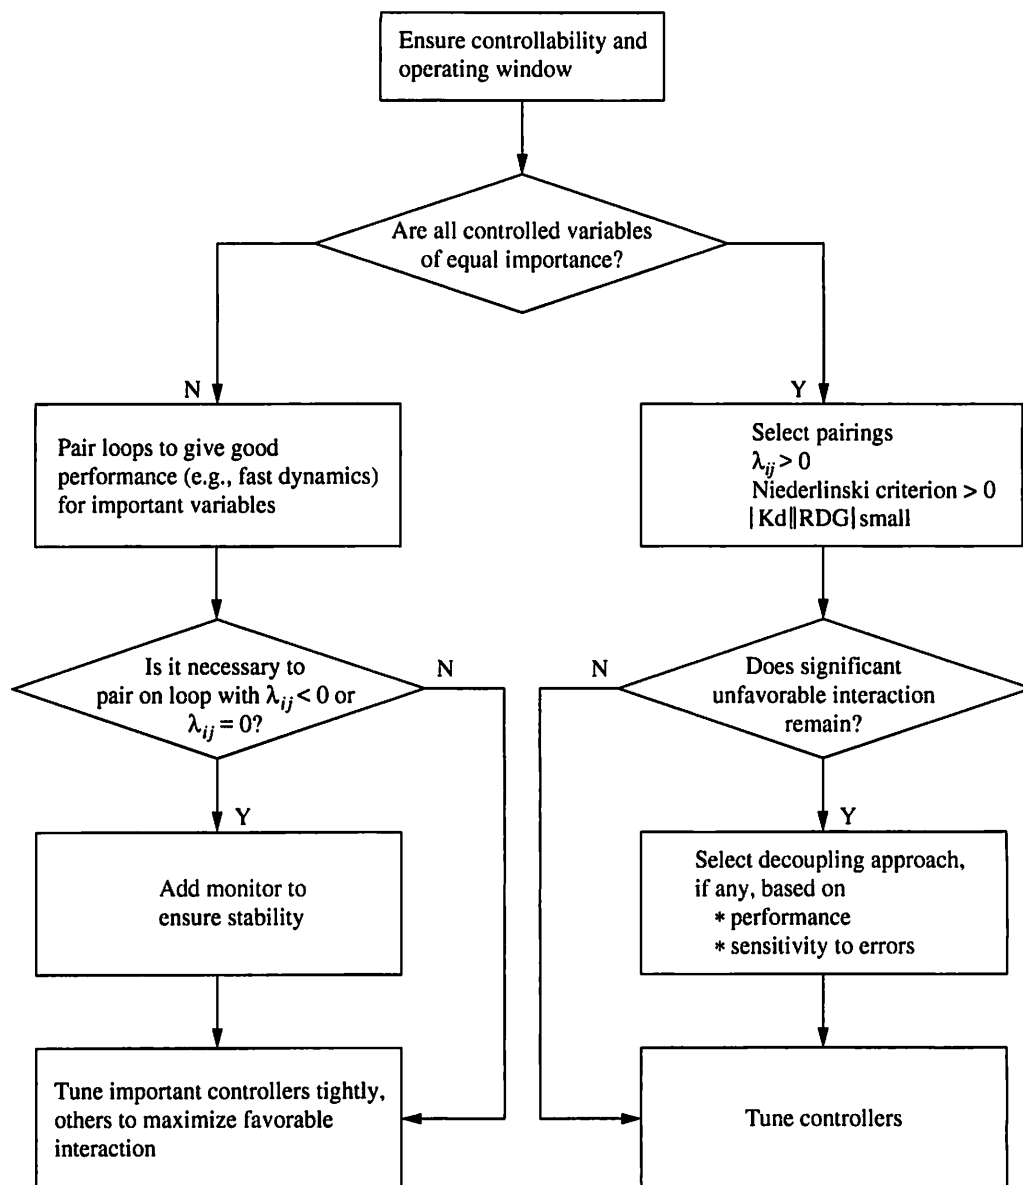 Ensure controllability and
operating window
Are all controlled variables
of equal importance?
N
Y
Pair loops to give good
performance (e.g., fast dynamics)
for important variables
Select pairings
λij > 0
Niederlinski criterion > 0
|Kd||RDG| small
Is it necessary to
pair on loop with λij < 0 or
λij = 0?
N
Y
N
Does significant
unfavorable interaction
remain?
Y
Add monitor to
ensure stability
Select decoupling approach,
if any, based on
* performance
* sensitivity to errors
Tune important controllers tightly,
others to maximize favorable
interaction
Tune controllers